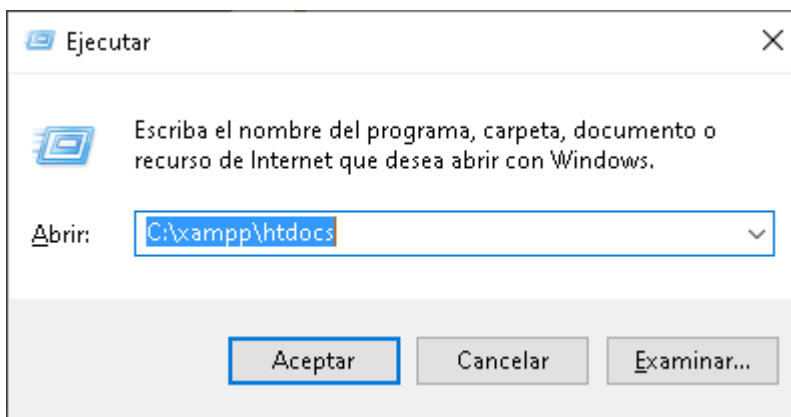 Ejecutar
Escriba el nombre del programa, carpeta, documento o
recurso de Internet que desea abrir con Windows.
Abrir: C:\xampp\htdocs
Aceptar Cancelar Examinar...